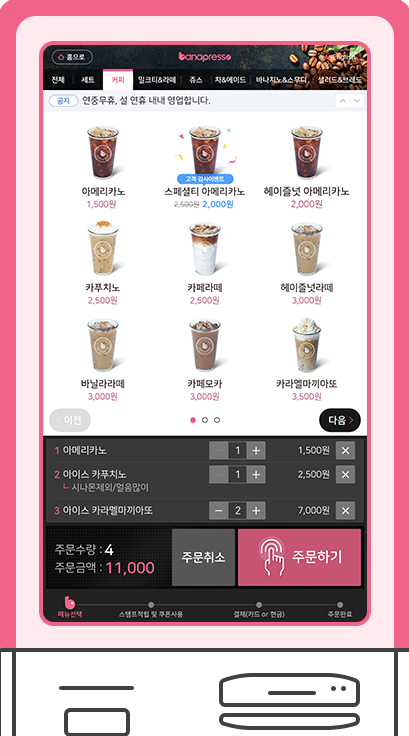 홈으로
banapresso
English
전체 세트 커피 밀크티&라떼 쥬스 차&에이드 바나치노&스무디 샐러드&브레드
공지 연중무휴, 설 연휴 내내 영업합니다.
고객 감사이벤트
아메리카노 스페셜티 아메리카노 헤이즐넛 아메리카노
1,500원 2,500원 2,000원 2,000원
카푸치노 카페라떼 헤이즐넛라떼
2,500원 2,500원 3,000원
바닐라라떼 카페모카 카라멜마끼아또
3,000원 3,000원 3,500원
이전 다음
1 아메리카노 1 1,500원
2 아이스 카푸치노 1 2,500원
시나몬제외/얼음많이
3 아이스 카라멜마끼아또 2 7,000원
주문수량 : 4
주문금액 : 11,000
주문취소
주문하기
메뉴선택 스탬프적립 및 쿠폰사용 결제(카드 or 현금) 주문완료